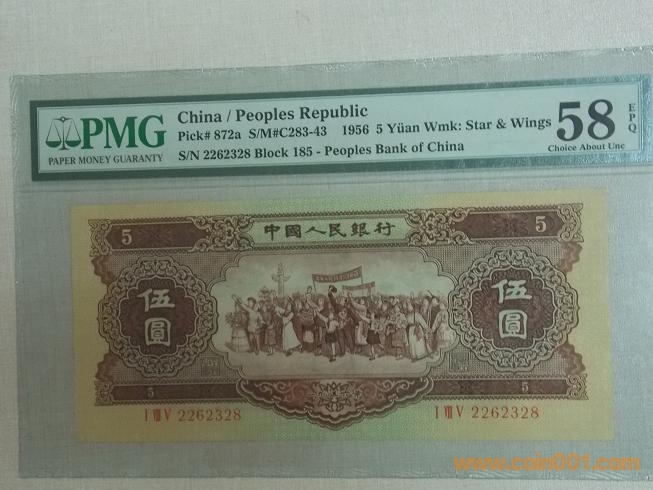 PMG
PAPER MONEY GUARANTY
China / Peoples Republic
Pick# 872a S/M#C283-43 1956 5 Yüan Wmk: Star & Wings
S/N 2262328 Block 185 - Peoples Bank of China
58
EPQ
Choice About Unc
5
中國人民銀行
5
伍圓
伍圓
5
5
I VIII V 2262328
I VIII V 2262328
www.coin001.com